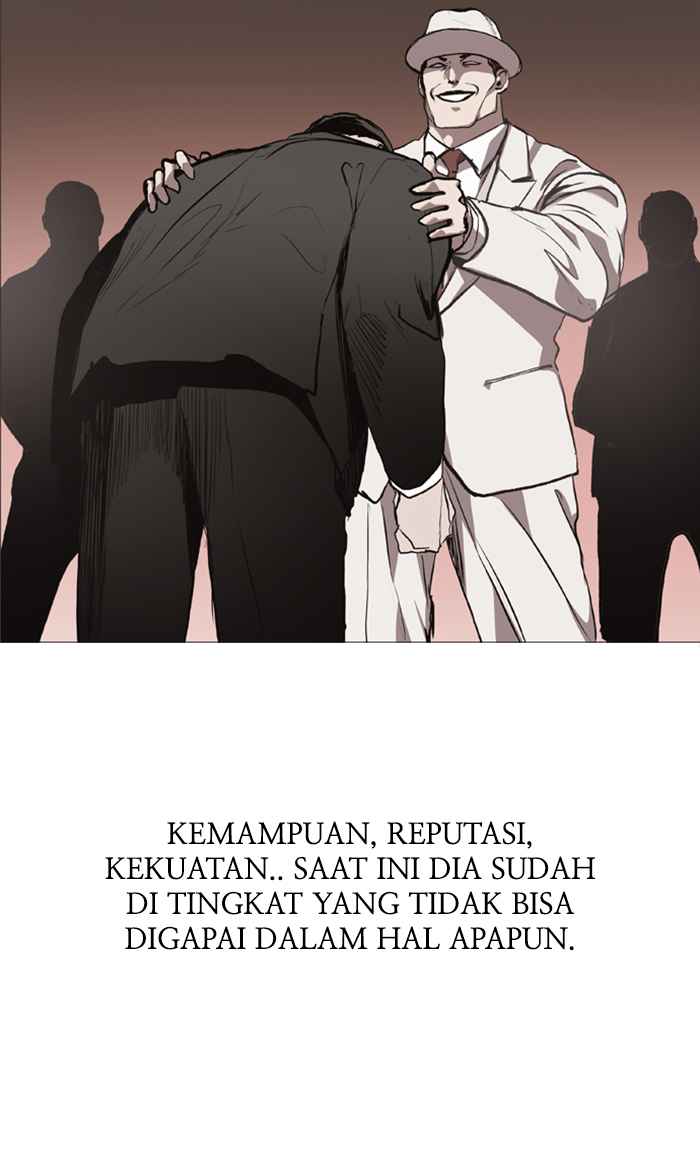 KEMAMPUAN, REPUTASI,
KEKUATAN.. SAAT INI DIA SUDAH
DI TINGKAT YANG TIDAK BISA
DIGAPAI DALAM HAL APAPUN.